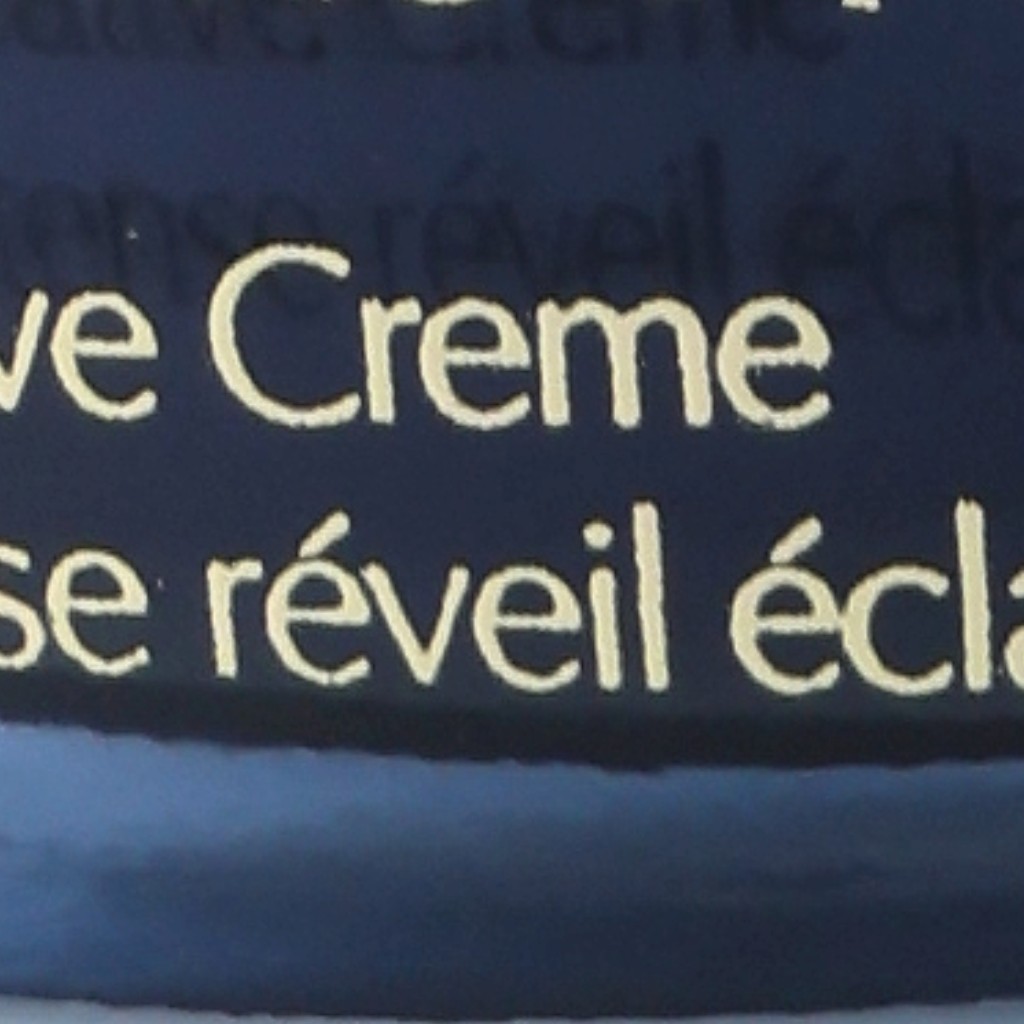 ve Creme
se réveil écla